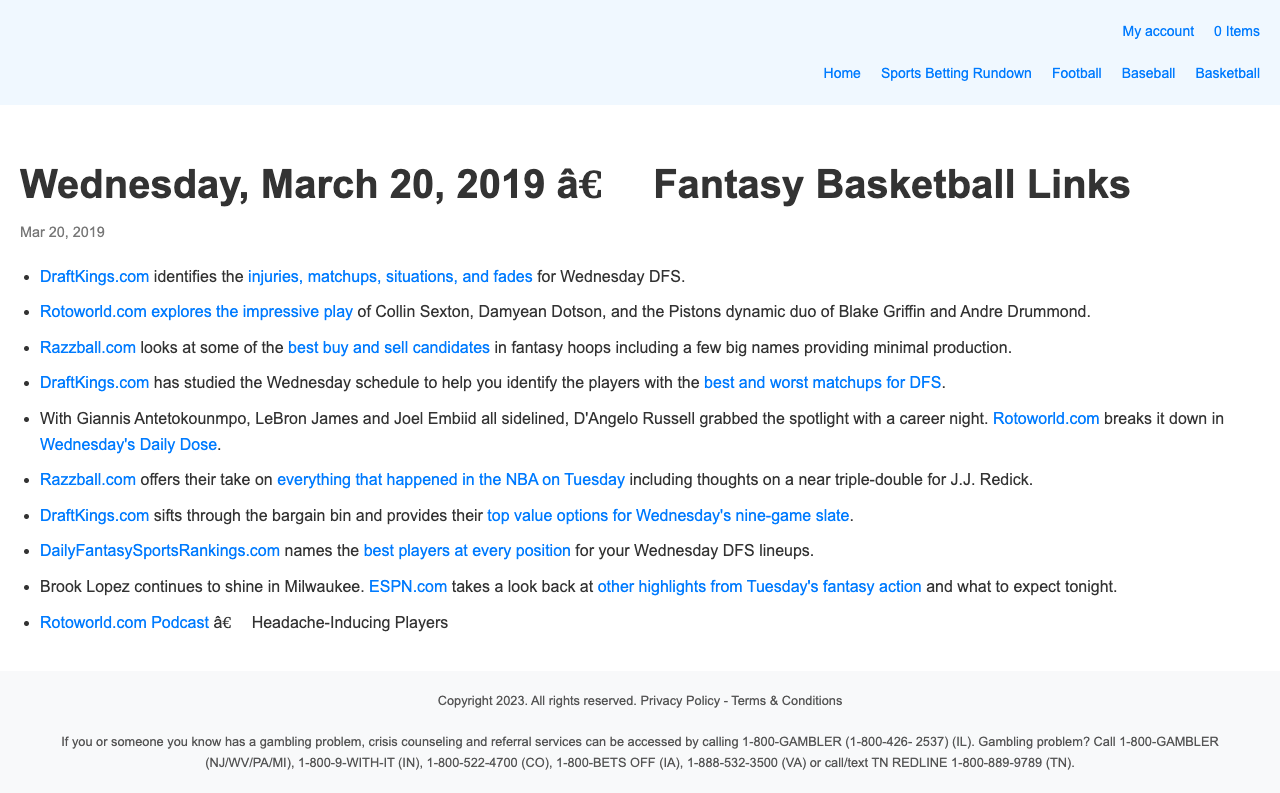 My account 0 Items
Home Sports Betting Rundown Football Baseball Basketball
Wednesday, March 20, 2019 â€ Fantasy Basketball Links
Mar 20, 2019
• DraftKings.com identifies the injuries, matchups, situations, and fades for Wednesday DFS.
• Rotoworld.com explores the impressive play of Collin Sexton, Damyean Dotson, and the Pistons dynamic duo of Blake Griffin and Andre Drummond.
• Razzball.com looks at some of the best buy and sell candidates in fantasy hoops including a few big names providing minimal production.
• DraftKings.com has studied the Wednesday schedule to help you identify the players with the best and worst matchups for DFS.
• With Giannis Antetokounmpo, LeBron James and Joel Embiid all sidelined, D'Angelo Russell grabbed the spotlight with a career night. Rotoworld.com breaks it down in
Wednesday's Daily Dose.
• Razzball.com offers their take on everything that happened in the NBA on Tuesday including thoughts on a near triple-double for J.J. Redick.
• DraftKings.com sifts through the bargain bin and provides their top value options for Wednesday's nine-game slate.
• DailyFantasySportsRankings.com names the best players at every position for your Wednesday DFS lineups.
• Brook Lopez continues to shine in Milwaukee. ESPN.com takes a look back at other highlights from Tuesday's fantasy action and what to expect tonight.
• Rotoworld.com Podcast â€ Headache-Inducing Players
Copyright 2023. All rights reserved. Privacy Policy - Terms & Conditions
If you or someone you know has a gambling problem, crisis counseling and referral services can be accessed by calling 1-800-GAMBLER (1-800-426- 2537) (IL). Gambling problem? Call 1-800-GAMBLER
(NJ/WV/PA/MI), 1-800-9-WITH-IT (IN), 1-800-522-4700 (CO), 1-800-BETS OFF (IA), 1-888-532-3500 (VA) or call/text TN REDLINE 1-800-889-9789 (TN).